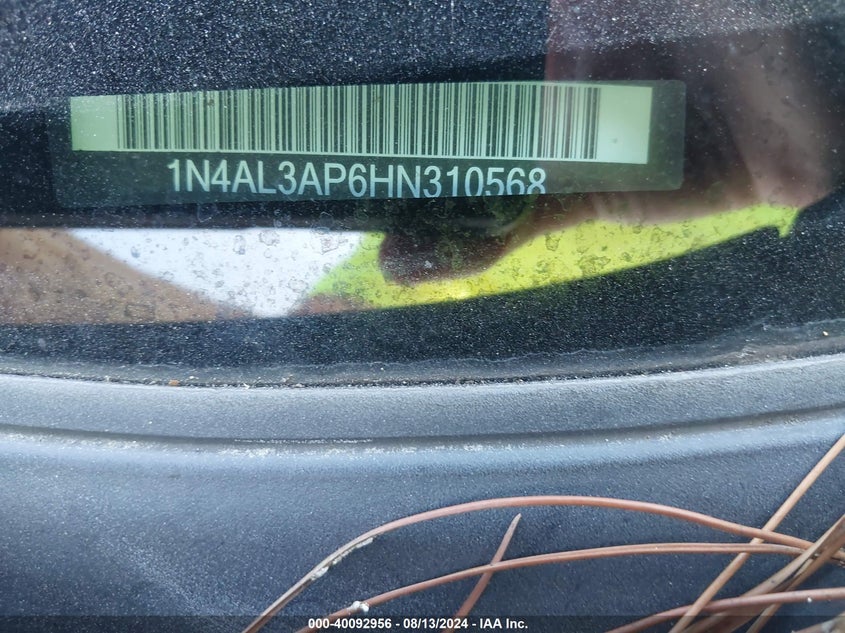 1N4AL3AP6HN310568
000-40092956 - 08/13/2024 - IAA Inc.